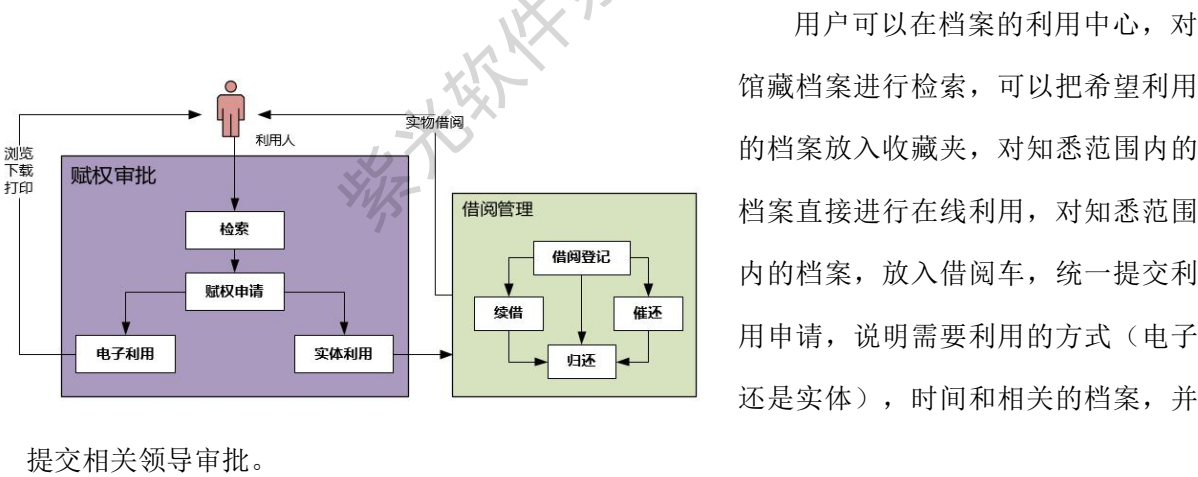 用户可以在档案的利用中心，对
馆藏档案进行检索，可以把希望利用
的档案放入收藏夹，对知悉范围内的
档案直接进行在线利用，对知悉范围
内的档案，放入借阅车，统一提交利
用申请，说明需要利用的方式（电子
还是实体），时间和相关的档案，并
提交相关领导审批。
利用人
实物借阅
浏览
下载
打印
赋权审批
检索
赋权申请
电子利用
实体利用
借阅管理
借阅登记
续借
催还
归还
紫光软件